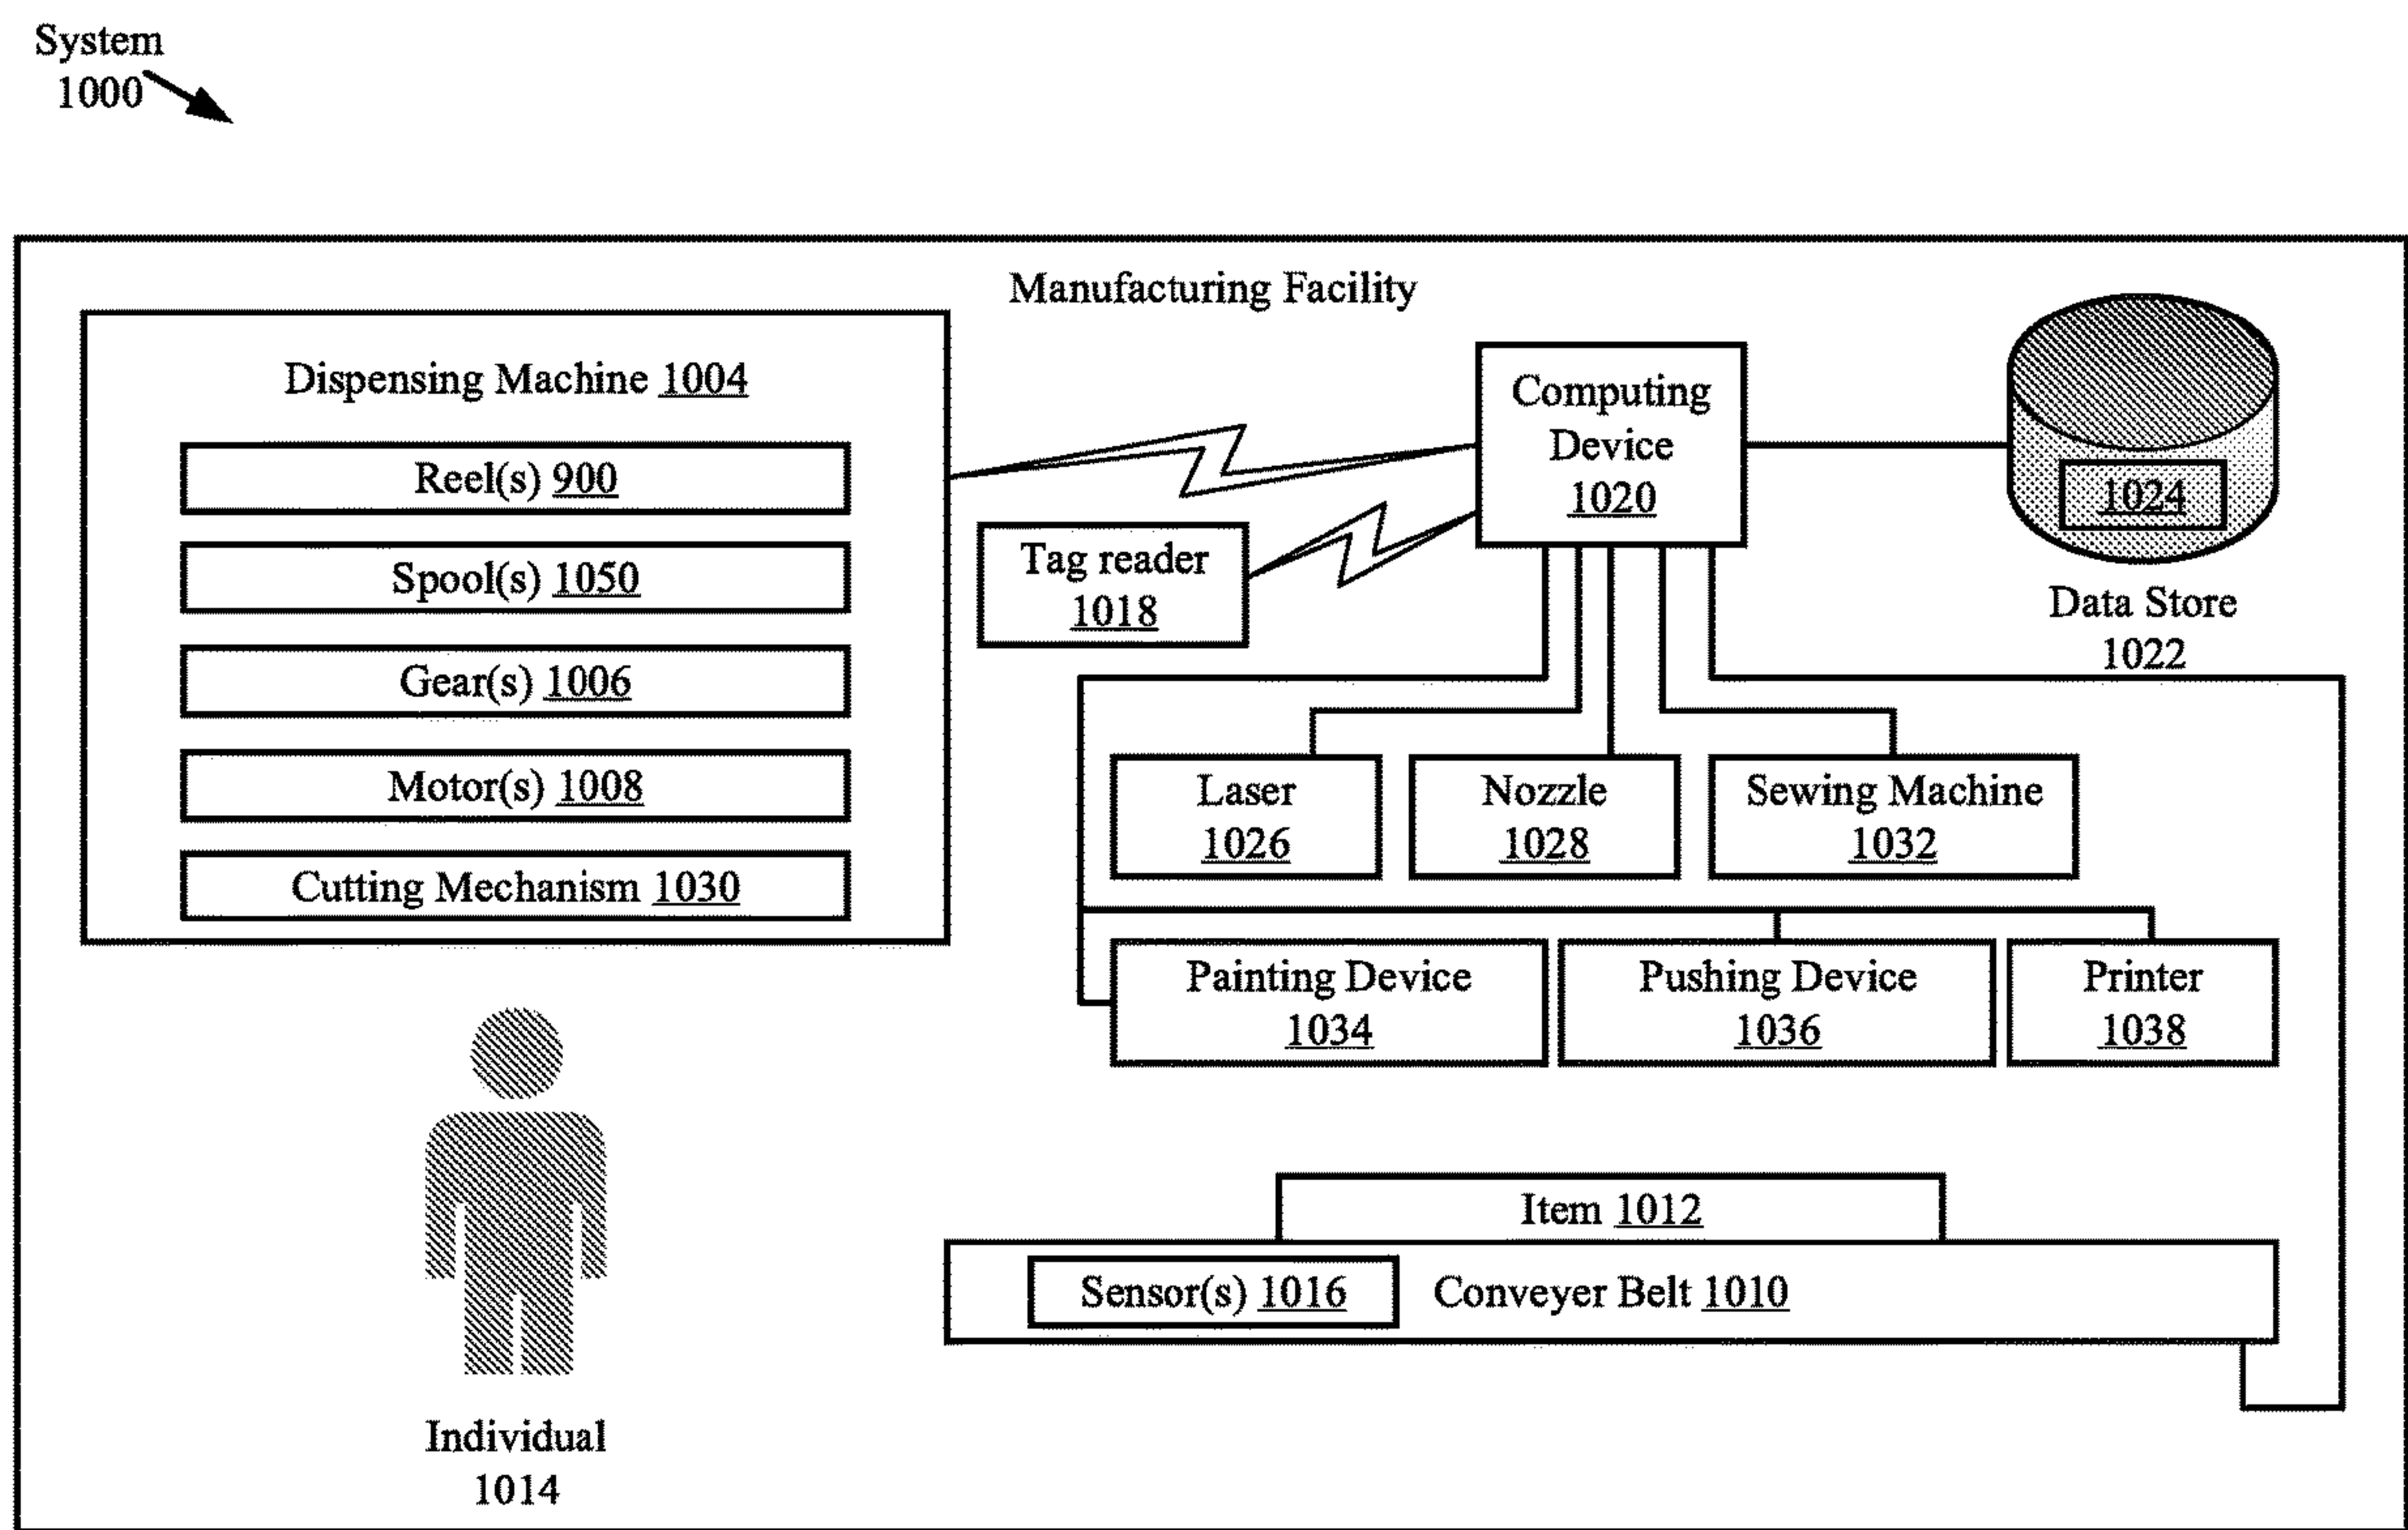 System
1000
Manufacturing Facility
Dispensing Machine 1004
Reel(s) 900
Spool(s) 1050
Gear(s) 1006
Motor(s) 1008
Cutting Mechanism 1030
Computing
Device
1020
1024
Data Store
1022
Tag reader
1018
Laser
1026
Nozzle
1028
Sewing Machine
1032
Painting Device
1034
Pushing Device
1036
Printer
1038
Item 1012
Sensor(s) 1016
Conveyer Belt 1010
Individual
1014